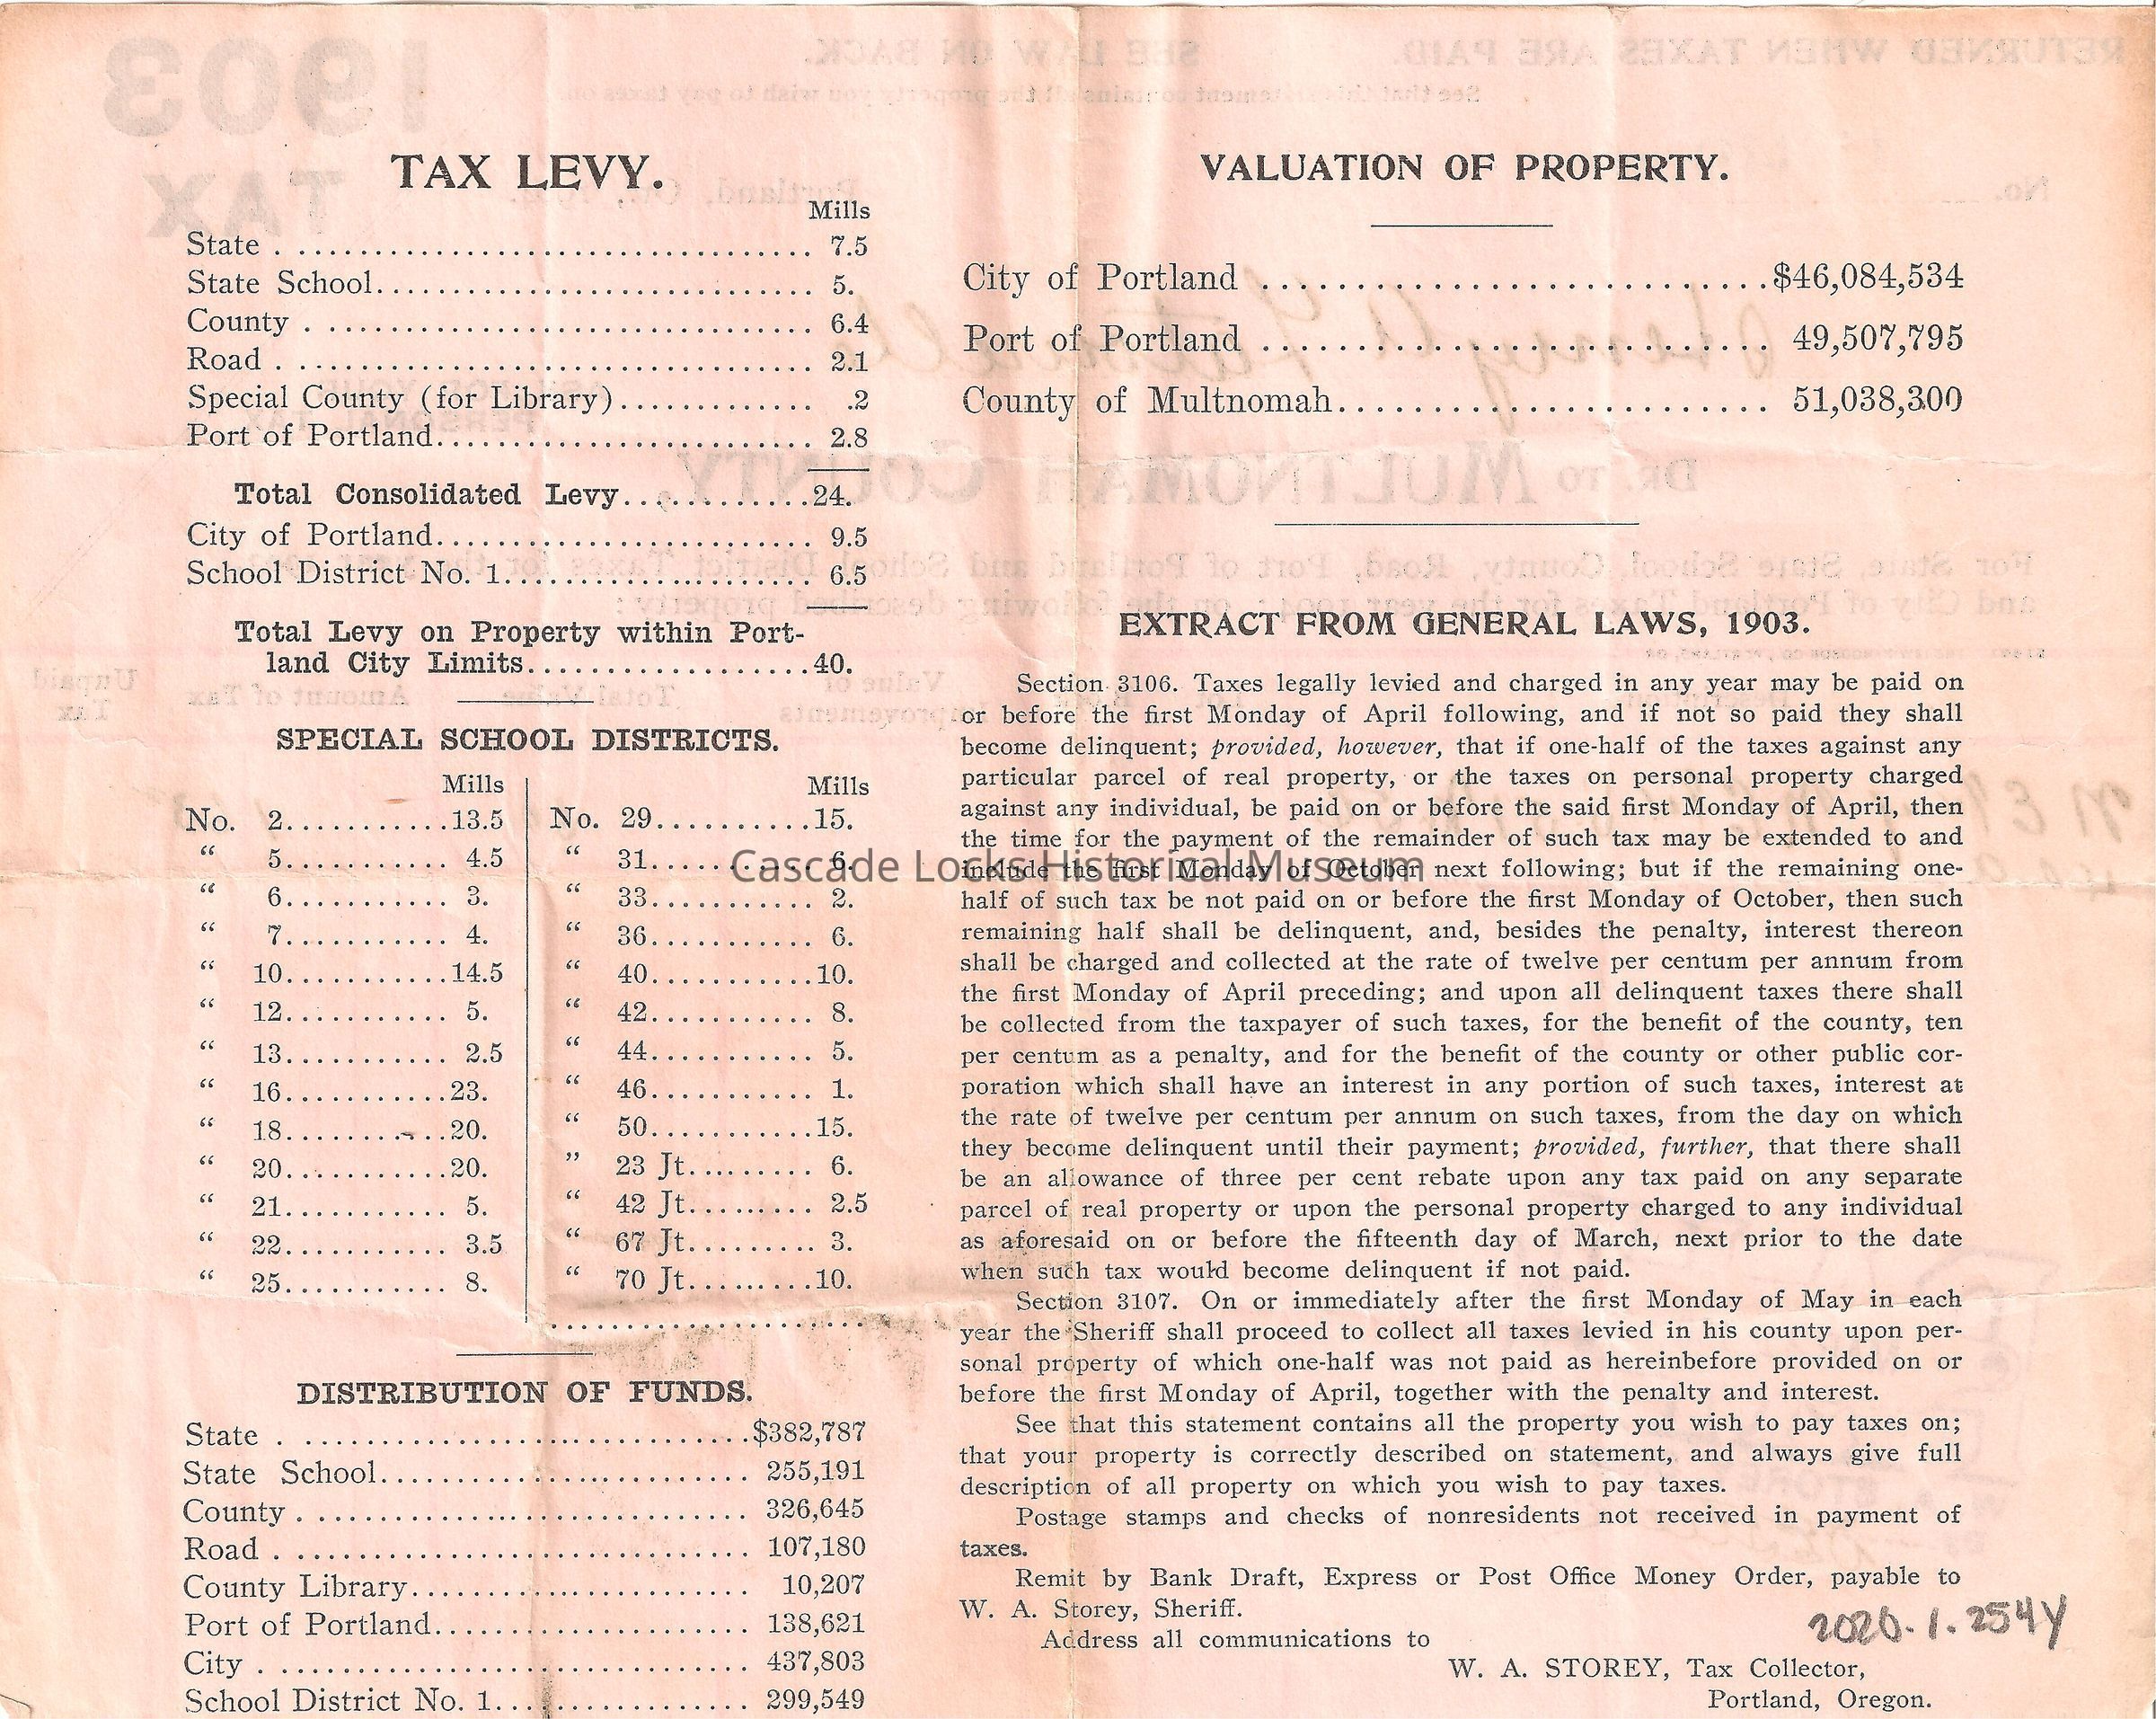 TAX LEVY.
Mills
State . .................................... 7.5
State School................................ 5.
County . ................................... 6.4
Road . ..................................... 2.1
Special County (for Library)............. .2
Port of Portland............................ 2.8
Total Consolidated Levy.............24.
City of Portland............................ 9.5
School District No. 1....................... 6.5
Total Levy on Property within Port-
land City Limits....................40.
SPECIAL SCHOOL DISTRICTS.
Mills
No. 2............13.5
“ 5............ 4.5
“ 6............ 3.
“ 7............ 4.
“ 10............14.5
“ 12............ 5.
“ 13............ 2.5
“ 16............23.
“ 18............20.
“ 20............20.
“ 21............ 5.
“ 22............ 3.5
“ 25............ 8.
Mills
No. 29...........15.
“ 31............ 6.
“ 33............ 2.
“ 36............ 6.
“ 40............10.
“ 42............ 8.
“ 44............ 5.
“ 46............ 1.
“ 50............15.
” 23 Jt......... 6.
“ 42 Jt......... 2.5
“ 67 Jt......... 3.
“ 70 Jt.........10.
DISTRIBUTION OF FUNDS.
State . ..............................$382,787
State School........................... 255,191
County . .............................. 326,645
Road . ................................ 107,180
County Library......................... 10,207
Port of Portland....................... 138,621
City . ................................ 437,803
School District No. 1.................. 299,549
VALUATION OF PROPERTY.
City of Portland ..............................$46,084,534
Port of Portland .............................. 49,507,795
County of Multnomah............................ 51,038,300
EXTRACT FROM GENERAL LAWS, 1903.
Section 3106. Taxes legally levied and charged in any year may be paid on
or before the first Monday of April following, and if not so paid they shall
become delinquent; provided, however, that if one-half of the taxes against any
particular parcel of real property, or the taxes on personal property charged
against any individual, be paid on or before the said first Monday of April, then
the time for the payment of the remainder of such tax may be extended to and
include the first Monday of October next following; but if the remaining one-
half of such tax be not paid on or before the first Monday of October, then such
remaining half shall be delinquent, and, besides the penalty, interest thereon
shall be charged and collected at the rate of twelve per centum per annum from
the first Monday of April preceding; and upon all delinquent taxes there shall
be collected from the taxpayer of such taxes, for the benefit of the county, ten
per centum as a penalty, and for the benefit of the county or other public cor-
poration which shall have an interest in any portion of such taxes, interest at
the rate of twelve per centum per annum on such taxes, from the day on which
they become delinquent until their payment; provided, further, that there shall
be an allowance of three per cent rebate upon any tax paid on any separate
parcel of real property or upon the personal property charged to any individual
as aforesaid on or before the fifteenth day of March, next prior to the date
when such tax would become delinquent if not paid.
Section 3107. On or immediately after the first Monday of May in each
year the Sheriff shall proceed to collect all taxes levied in his county upon per-
sonal property of which one-half was not paid as hereinbefore provided on or
before the first Monday of April, together with the penalty and interest.
See that this statement contains all the property you wish to pay taxes on;
that your property is correctly described on statement, and always give full
description of all property on which you wish to pay taxes.
Postage stamps and checks of nonresidents not received in payment of
taxes.
Remit by Bank Draft, Express or Post Office Money Order, payable to
W. A. Storey, Sheriff.
Address all communications to
W. A. STOREY, Tax Collector,
Portland, Oregon.
2020.1.254y
Cascade Locks Historical Museum